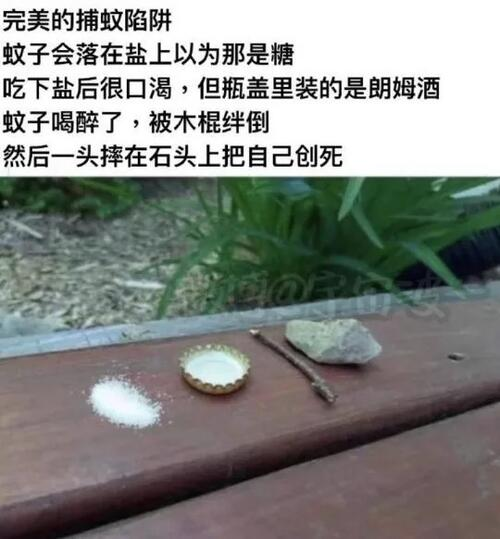 完美的捕蚊陷阱
蚊子会落在盐上以为那是糖
吃下盐后很口渴，但瓶盖里装的是朗姆酒
蚊子喝醉了，被木棍绊倒
然后一头摔在石头上把自己创死